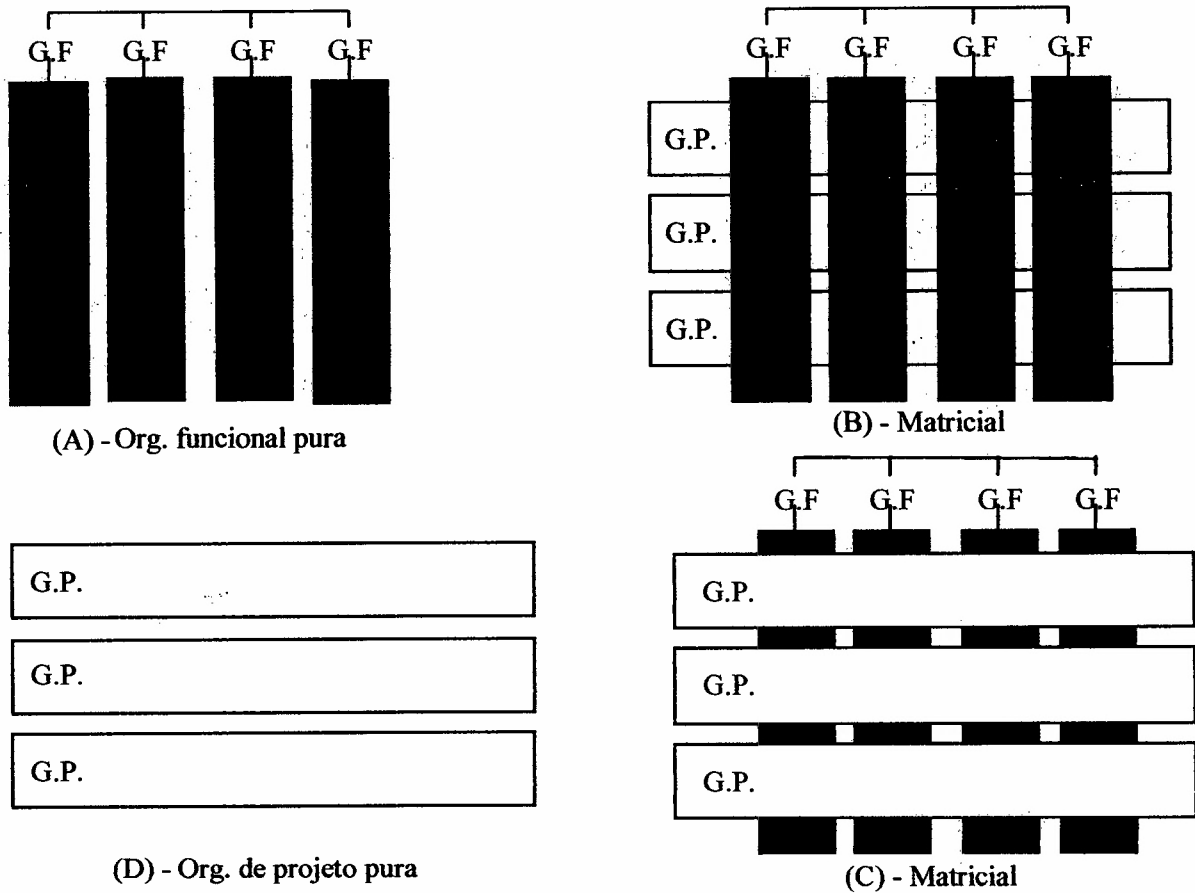 G.F G.F G.F G.F
(A) - Org. funcional pura
G.F G.F G.F G.F
G.P.
G.P.
G.P.
(B) - Matricial
G.P.
G.P.
G.P.
(D) - Org. de projeto pura
G.F G.F G.F G.F
G.P.
G.P.
G.P.
(C) - Matricial